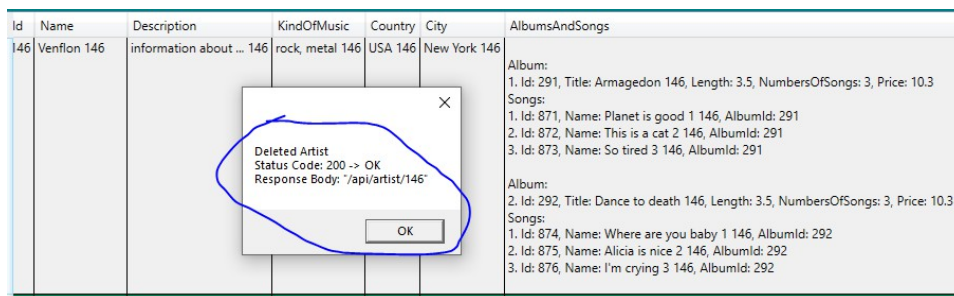 Id Name Description KindOfMusic Country City AlbumsAndSongs
146 Venflon 146 information about ... 146 rock, metal 146 USA 146 New York 146
Album:
1. Id: 291, Title: Armagedon 146, Length: 3.5, NumbersOfSongs: 3, Price: 10.3
Songs:
1. Id: 871, Name: Planet is good 1 146, AlbumId: 291
2. Id: 872, Name: This is a cat 2 146, AlbumId: 291
3. Id: 873, Name: So tired 3 146, AlbumId: 291
Album:
2. Id: 292, Title: Dance to death 146, Length: 3.5, NumbersOfSongs: 3, Price: 10.3
Songs:
1. Id: 874, Name: Where are you baby 1 146, AlbumId: 292
2. Id: 875, Name: Alicia is nice 2 146, AlbumId: 292
3. Id: 876, Name: I'm crying 3 146, AlbumId: 292
Deleted Artist
Status Code: 200 -> OK
Response Body: "/api/artist/146"
OK